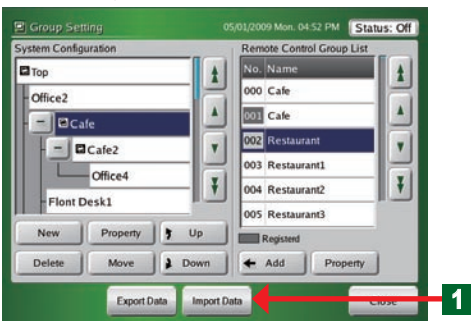 Group Setting 05/01/2009 Mon. 04:52 PM Status: Off
System Configuration
Top
Office2
Cafe
Cafe2
Office4
Flont Desk1
New Property Up
Delete Move Down
Remote Control Group List
No. Name
000 Cafe
001 Cafe
002 Restaurant
003 Restaurant1
004 Restaurant2
005 Restaurant3
Registerd
Add Property
Export Data Import Data Close
1